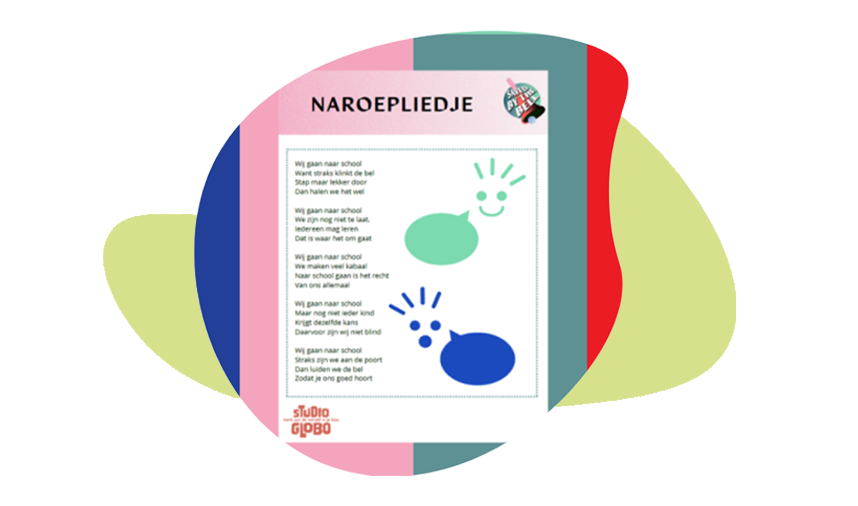 NAROEPLIEDJE
SAVED
BY THE
BELL
Wij gaan naar school
Want straks klinkt de bel
Stap maar lekker door
Dan halen we het wel
Wij gaan naar school
We zijn nog niet te laat.
Iedereen mag leren
Dat is waar het om gaat
Wij gaan naar school
We maken veel kabaal
Naar school gaan is het recht
Van ons allemaal
Wij gaan naar school
Maar nog niet ieder kind
Krijgt dezelfde kans
Daarvoor zijn wij niet blind
Wij gaan naar school
Straks zijn we aan de poort
Dan luiden we de bel
Zodat je ons goed hoort
STUDIO
GLOBO